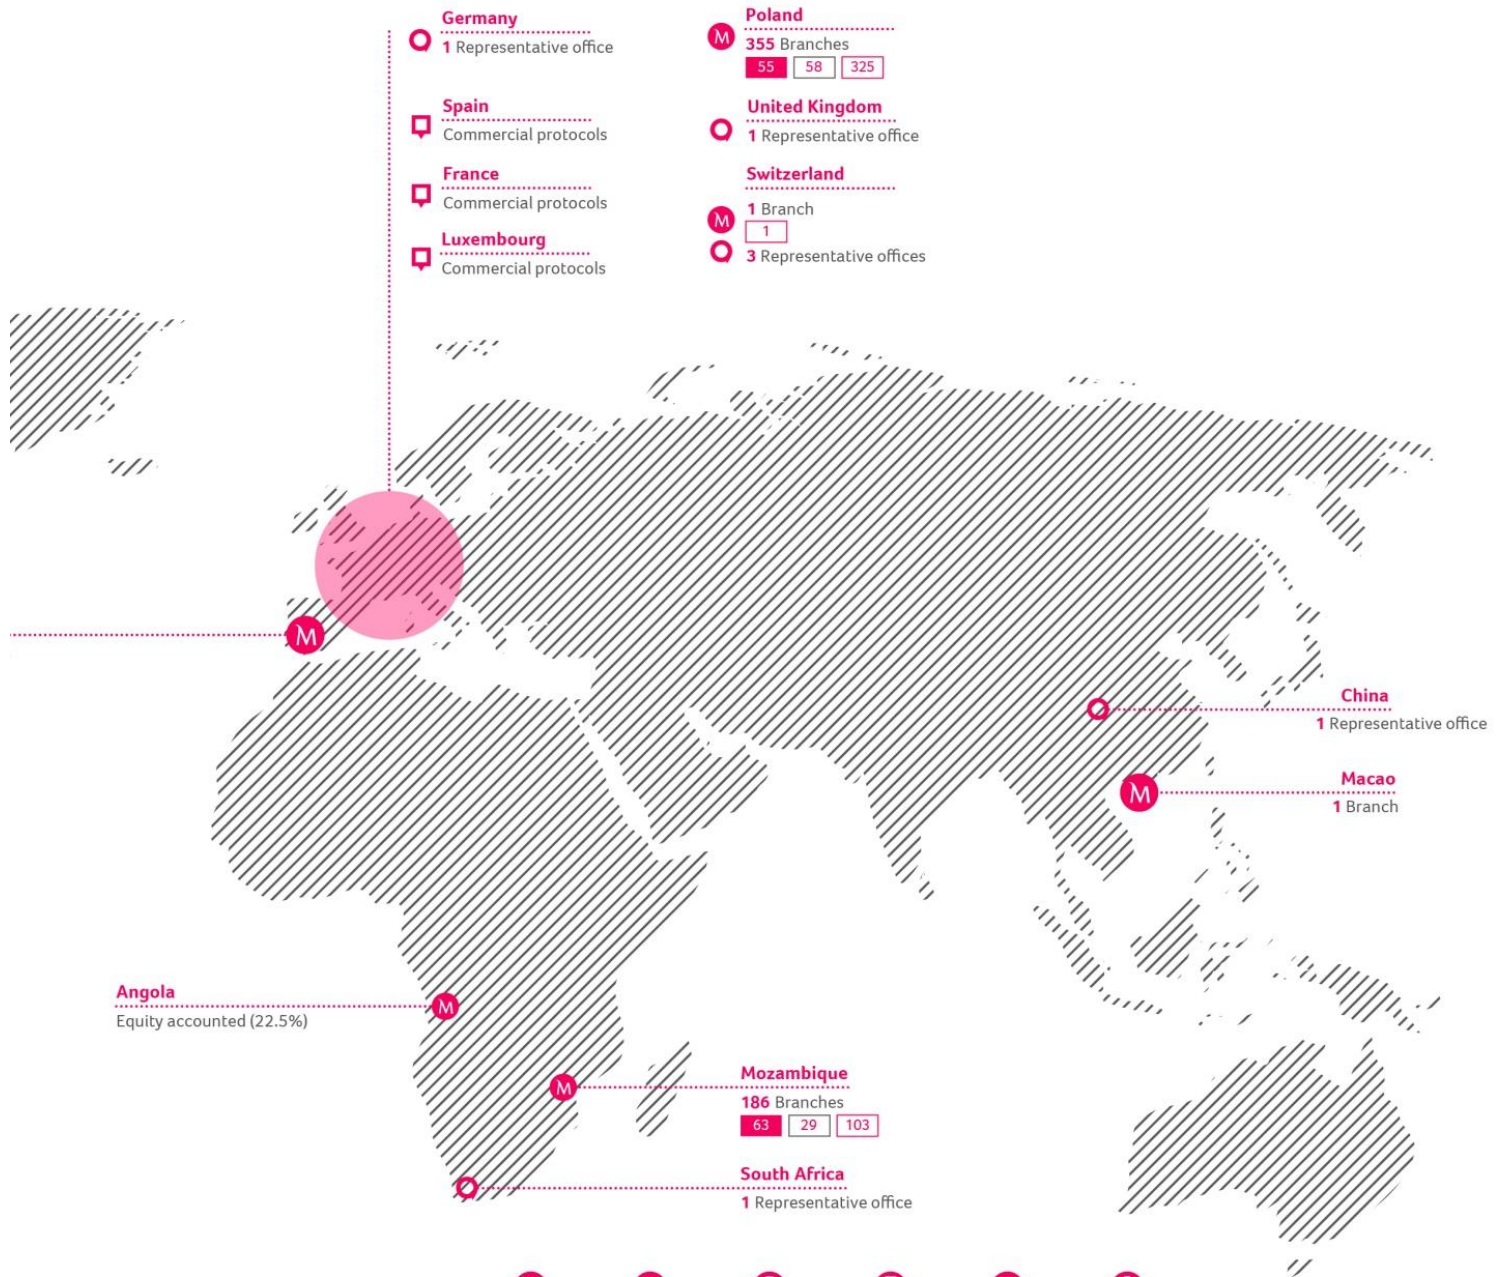 Germany
1 Representative office
Spain
Commercial protocols
France
Commercial protocols
Luxembourg
Commercial protocols
M
Poland
355 Branches
55 58 325
United Kingdom
1 Representative office
Switzerland
M
1 Branch
1
3 Representative offices
M
China
1 Representative office
M
Macao
1 Branch
Angola
M
Equity accounted (22.5%)
M
Mozambique
186 Branches
63 29 103
South Africa
1 Representative office